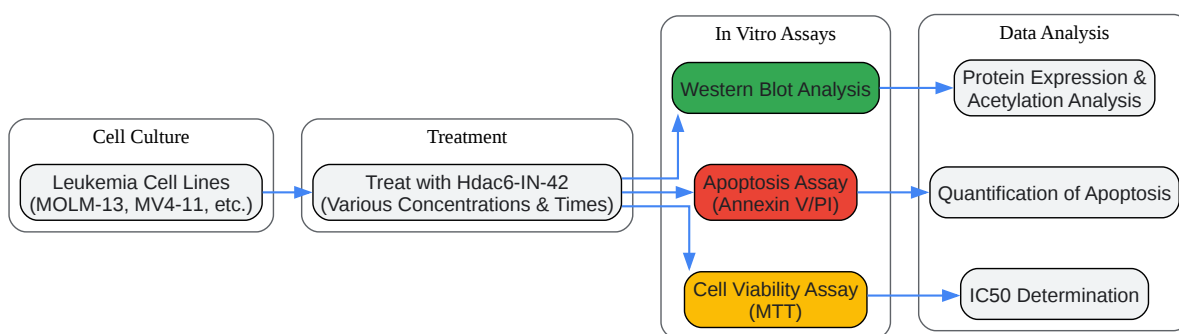 Cell Culture
Leukemia Cell Lines
(MOLM-13, MV4-11, etc.)
Treatment
Treat with Hdac6-IN-42
(Various Concentrations & Times)
In Vitro Assays
Western Blot Analysis
Apoptosis Assay
(Annexin V/PI)
Cell Viability Assay
(MTT)
Data Analysis
Protein Expression &
Acetylation Analysis
Quantification of Apoptosis
IC50 Determination